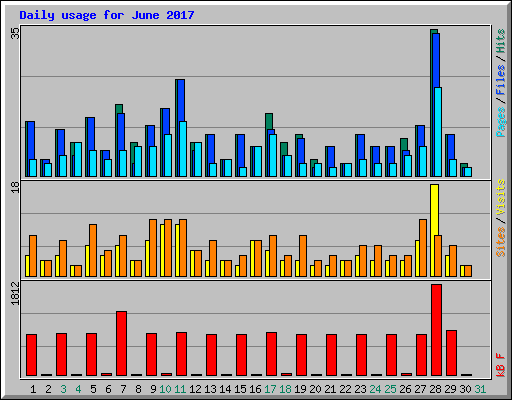 Daily usage for June 2017
35
Pages / Files / Hits
18
Sites / Visits
1812
kB F
1 2 3 4 5 6 7 8 9 10 11 12 13 14 15 16 17 18 19 20 21 22 23 24 25 26 27 28 29 30 31